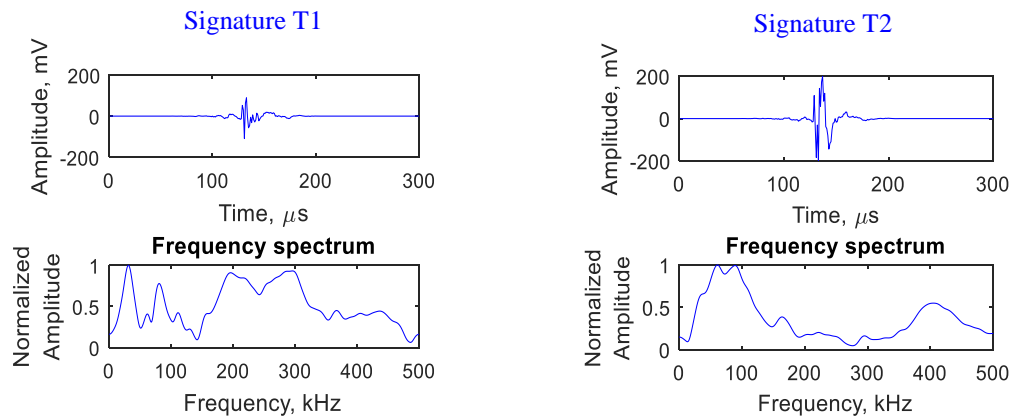 Signature T1
200
0
-200
Amplitude, mV
0 100 200 300
Time, μs
Frequency spectrum
1
0.5
0
Normalized
Amplitude
0 100 200 300 400 500
Frequency, kHz
Signature T2
200
0
-200
Amplitude, mV
0 100 200 300
Time, μs
Frequency spectrum
1
0.5
0
Normalized
Amplitude
0 100 200 300 400 500
Frequency, kHz